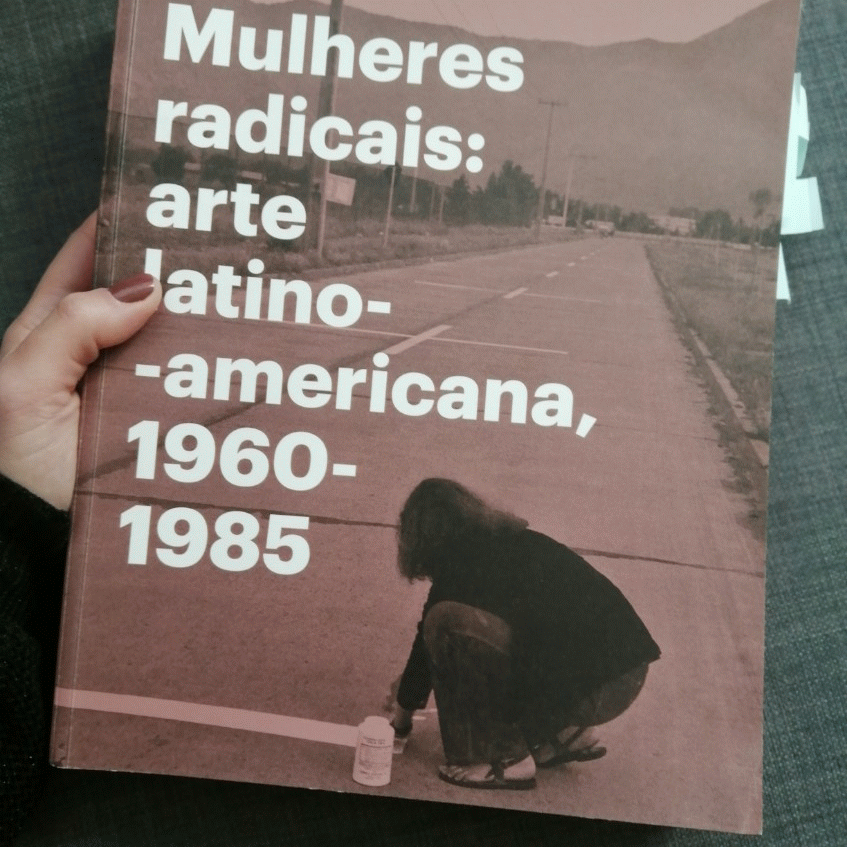 Mulheres
radicais:
arte
latino-
-americana,
1960-
1985